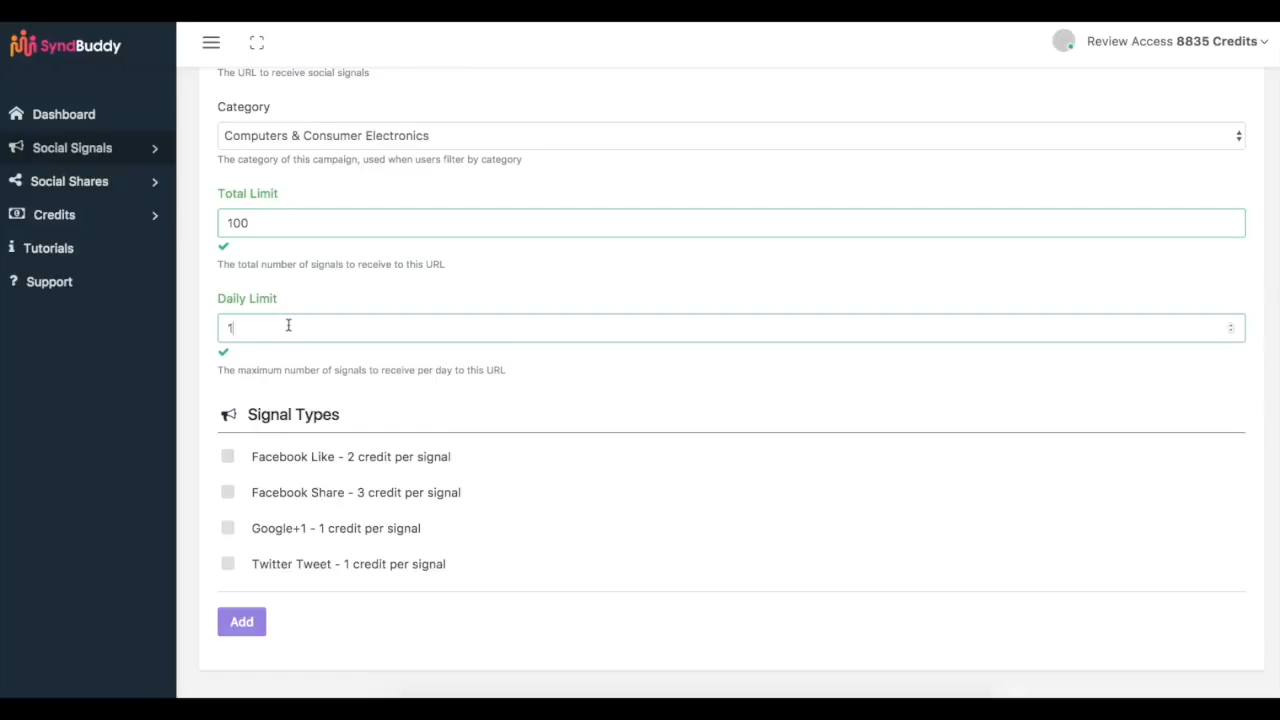 SyndBuddy
Review Access 8835 Credits
Dashboard
Social Signals
Social Shares
Credits
Tutorials
Support
The URL to receive social signals
Category
Computers & Consumer Electronics
The category of this campaign, used when users filter by category
Total Limit
100
The total number of signals to receive to this URL
Daily Limit
1
The maximum number of signals to receive per day to this URL
Signal Types
Facebook Like - 2 credit per signal
Facebook Share - 3 credit per signal
Google+1 - 1 credit per signal
Twitter Tweet - 1 credit per signal
Add